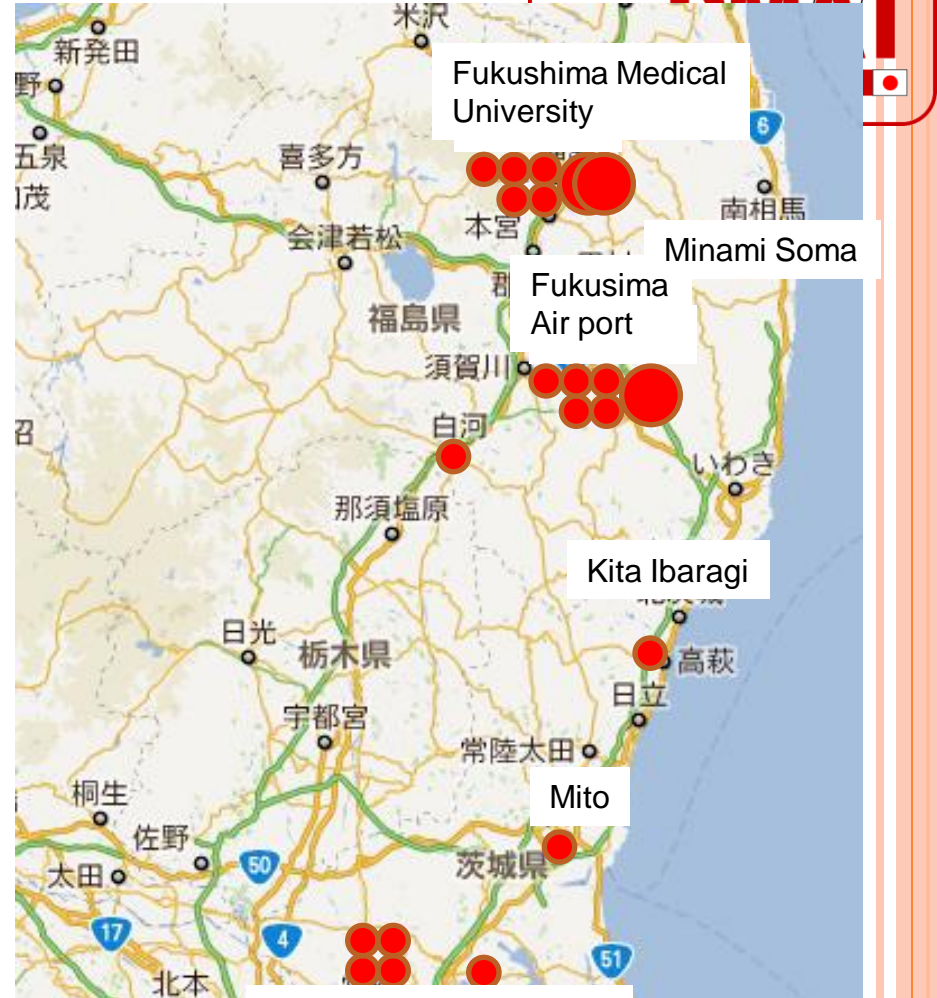 米沢
新発田
野
Fukushima Medical
University
6
五泉
喜多方
茂
南相馬
本宮
会津若松
Minami Soma
Fukusima
Air port
福島県
須賀川
白河
沼
いわき
那須塩原
Kita Ibaragi
日光
栃木県
高萩
日立
宇都宮
常陸太田
桐生
Mito
佐野
茨城県
50
太田
17
4
51
北本